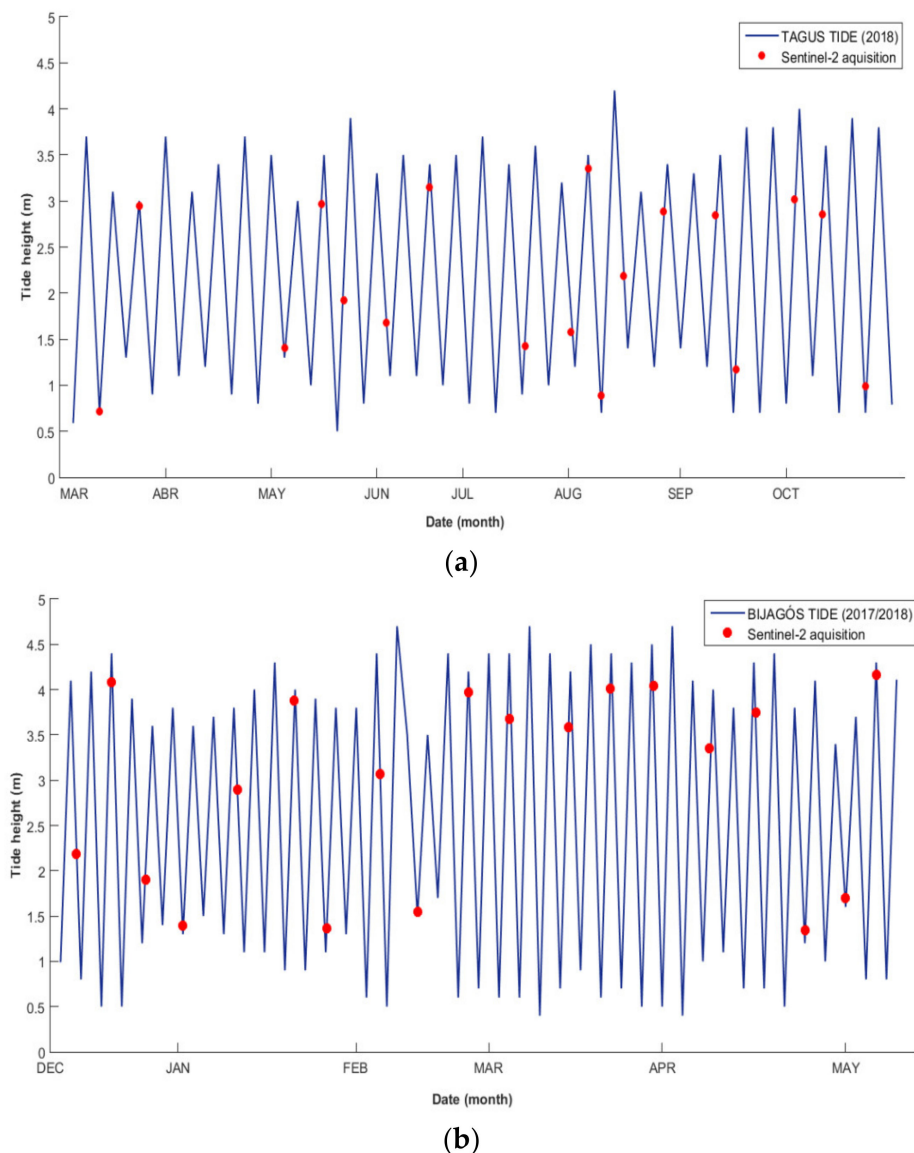 5
4.5
4
3.5
3
2.5
2
1.5
1
0.5
0
Tide height (m)
TAGUS TIDE (2018)
Sentinel-2 aquisition
MAR ABR MAY JUN JUL AUG SEP OCT
Date (month)
(a)
5
4.5
4
3.5
3
2.5
2
1.5
1
0.5
0
Tide height (m)
BIJAGÓS TIDE (2017/2018)
Sentinel-2 aquisition
DEC JAN FEB MAR APR MAY
Date (month)
(b)